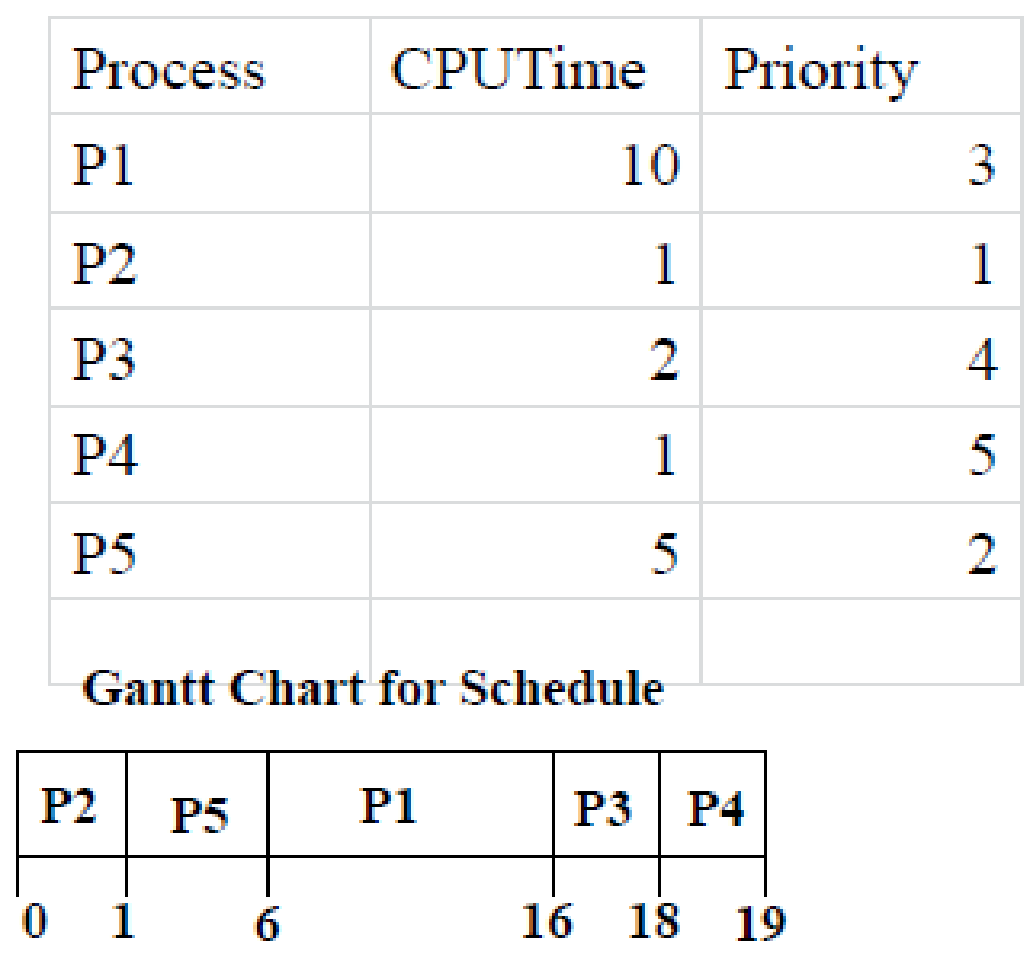 Process CPUTime Priority
P1 10 3
P2 1 1
P3 2 4
P4 1 5
P5 5 2
Gantt Chart for Schedule
P2 P5 P1 P3 P4
0 1 6 16 18 19